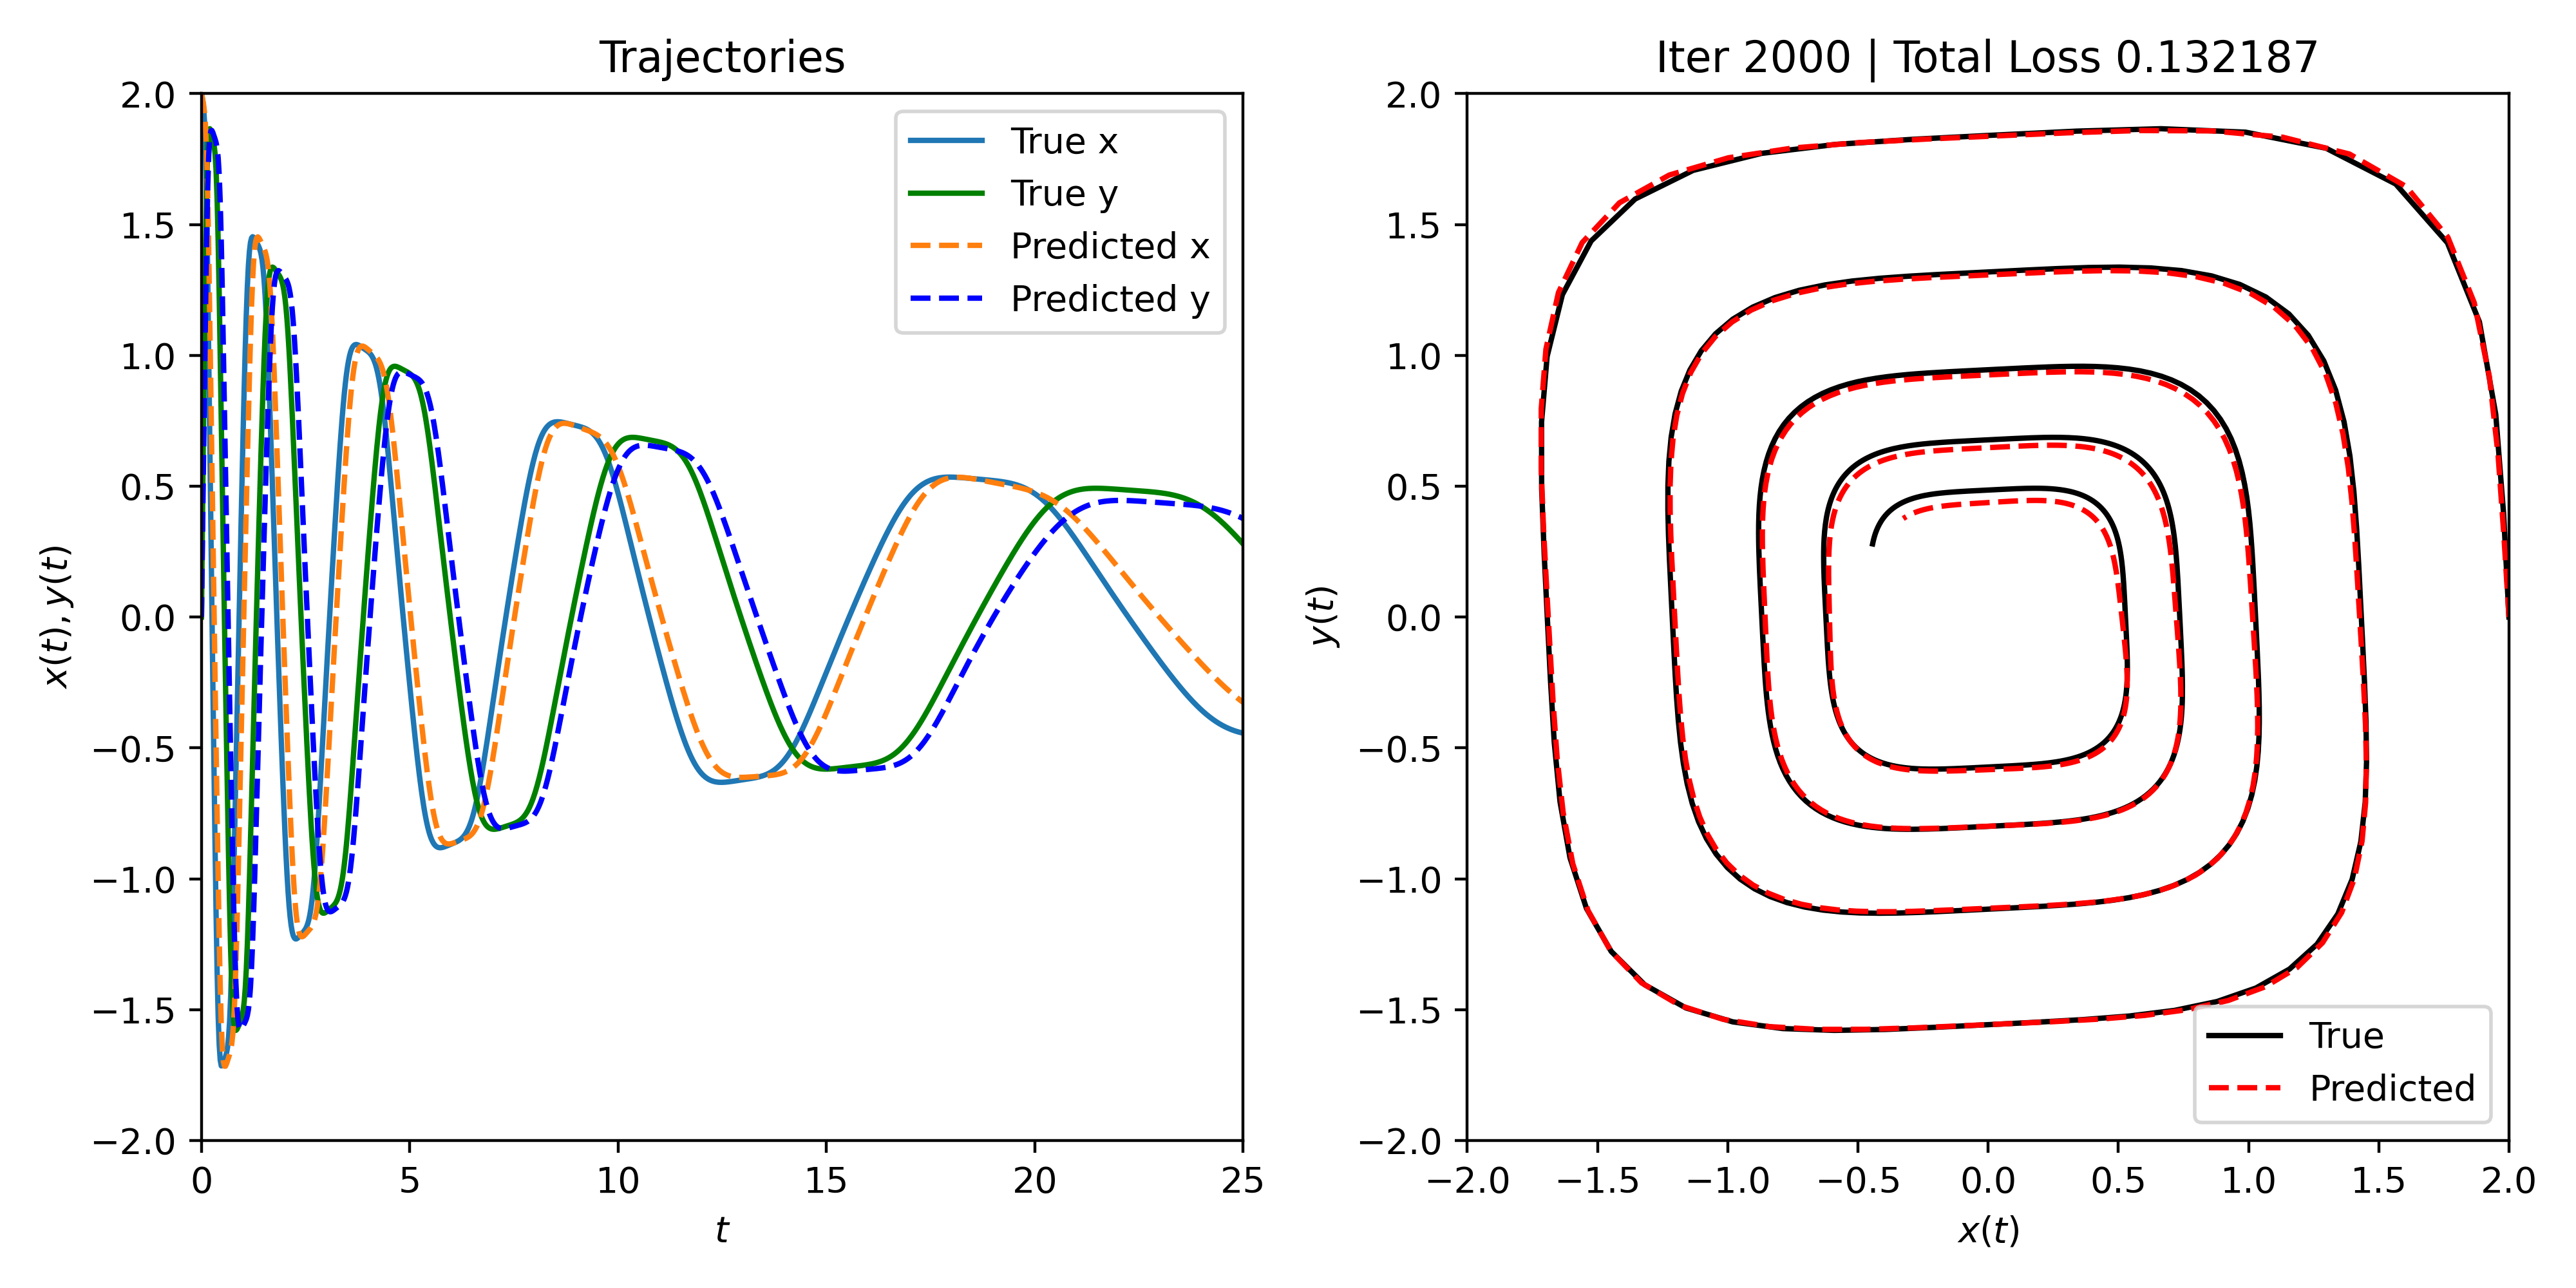 Trajectories
2.0
1.5
1.0
0.5
0.0
−0.5
−1.0
−1.5
−2.0
x(t), y(t)
0 5 10 15 20 25
t
True x
True y
Predicted x
Predicted y
Iter 2000 | Total Loss 0.132187
2.0
1.5
1.0
0.5
0.0
−0.5
−1.0
−1.5
−2.0
y(t)
−2.0 −1.5 −1.0 −0.5 0.0 0.5 1.0 1.5 2.0
x(t)
True
Predicted